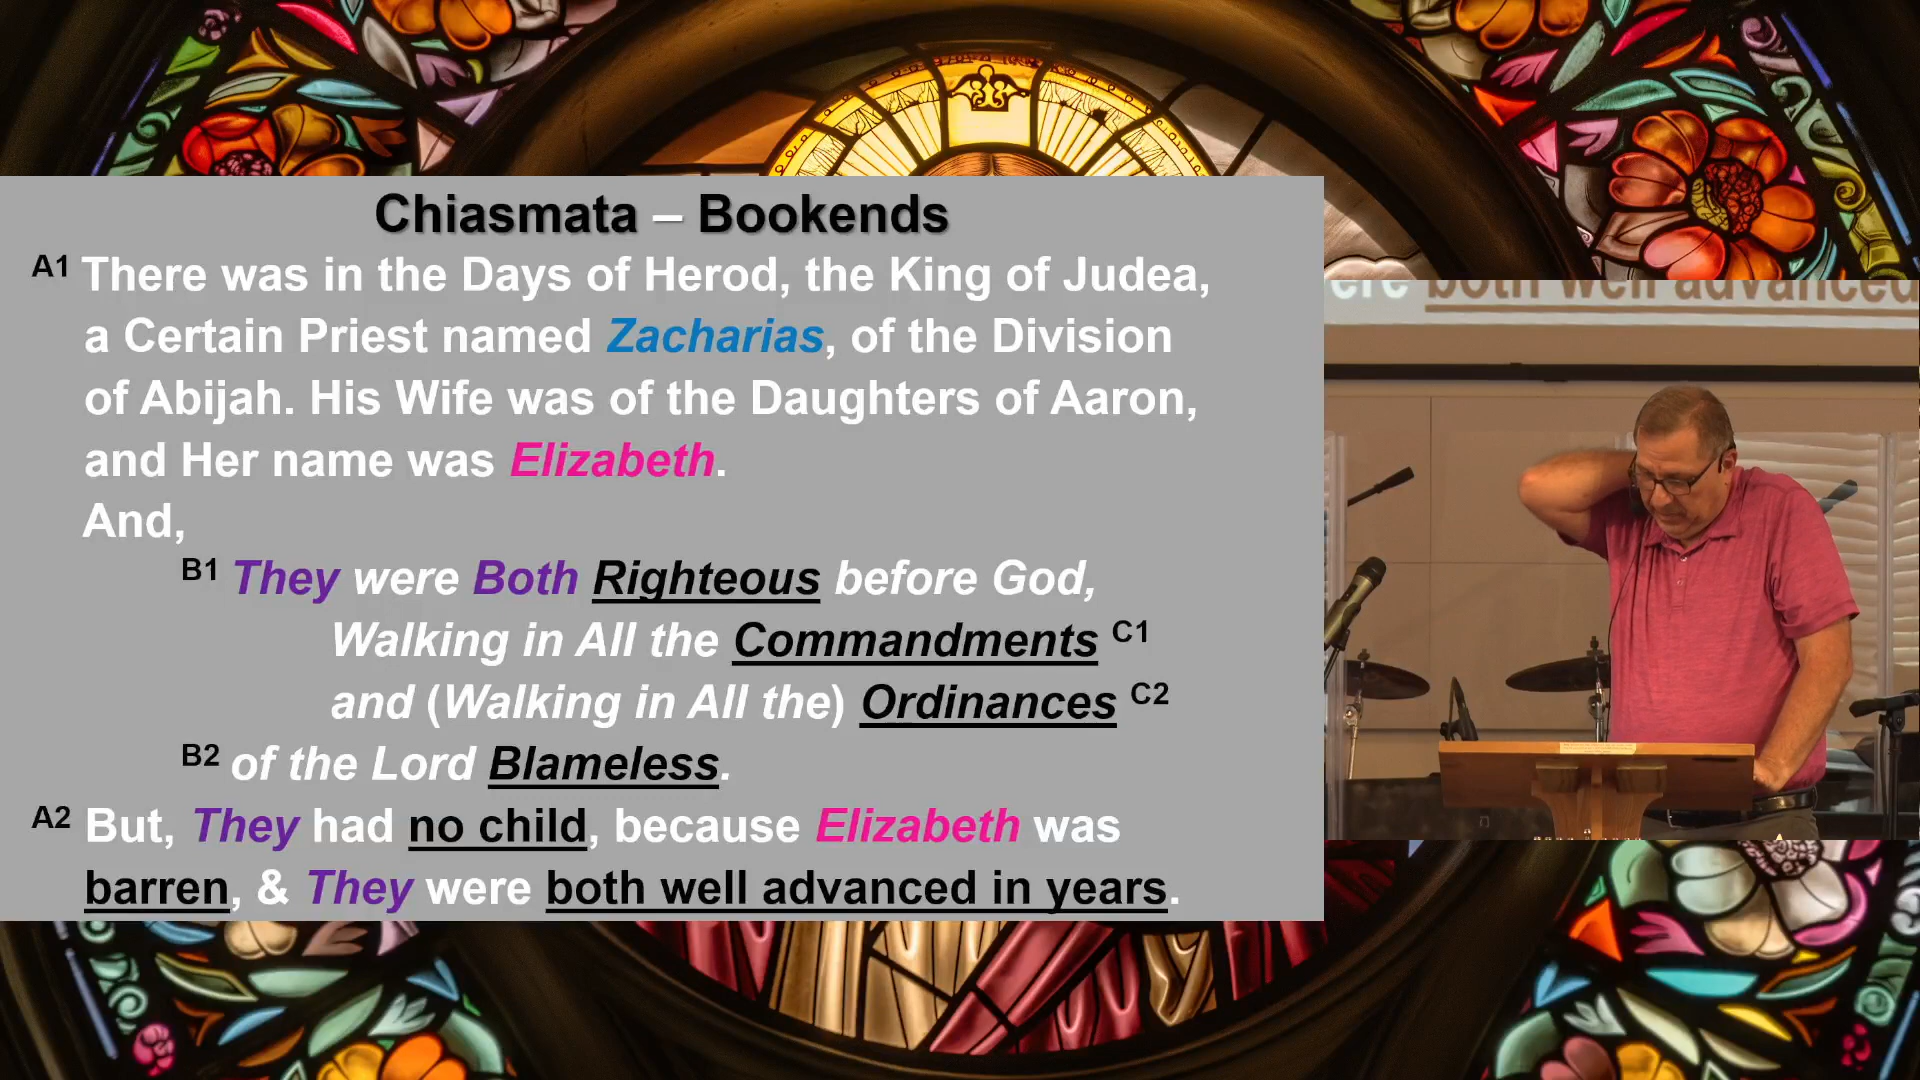 Chiasmata – Bookends
A1 There was in the Days of Herod, the King of Judea,
a Certain Priest named Zacharias, of the Division
of Abijah. His Wife was of the Daughters of Aaron,
and Her name was Elizabeth.
And,
B1 They were Both Righteous before God,
Walking in All the Commandments C1
and (Walking in All the) Ordinances C2
B2 of the Lord Blameless.
A2 But, They had no child, because Elizabeth was
barren, & They were both well advanced in years.
ere both well advanced